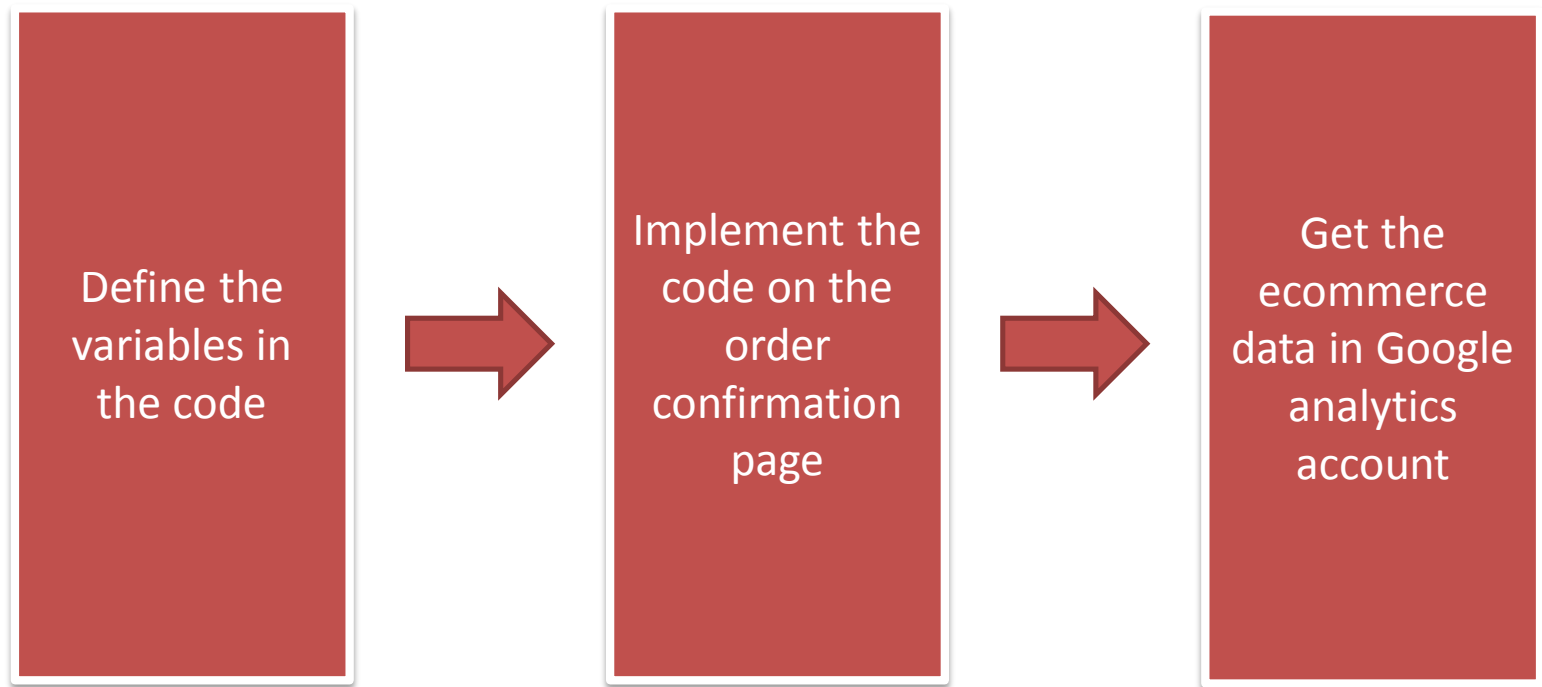 Define the
variables in
the code
Implement the
code on the
order
confirmation
page
Get the
ecommerce
data in Google
analytics
account